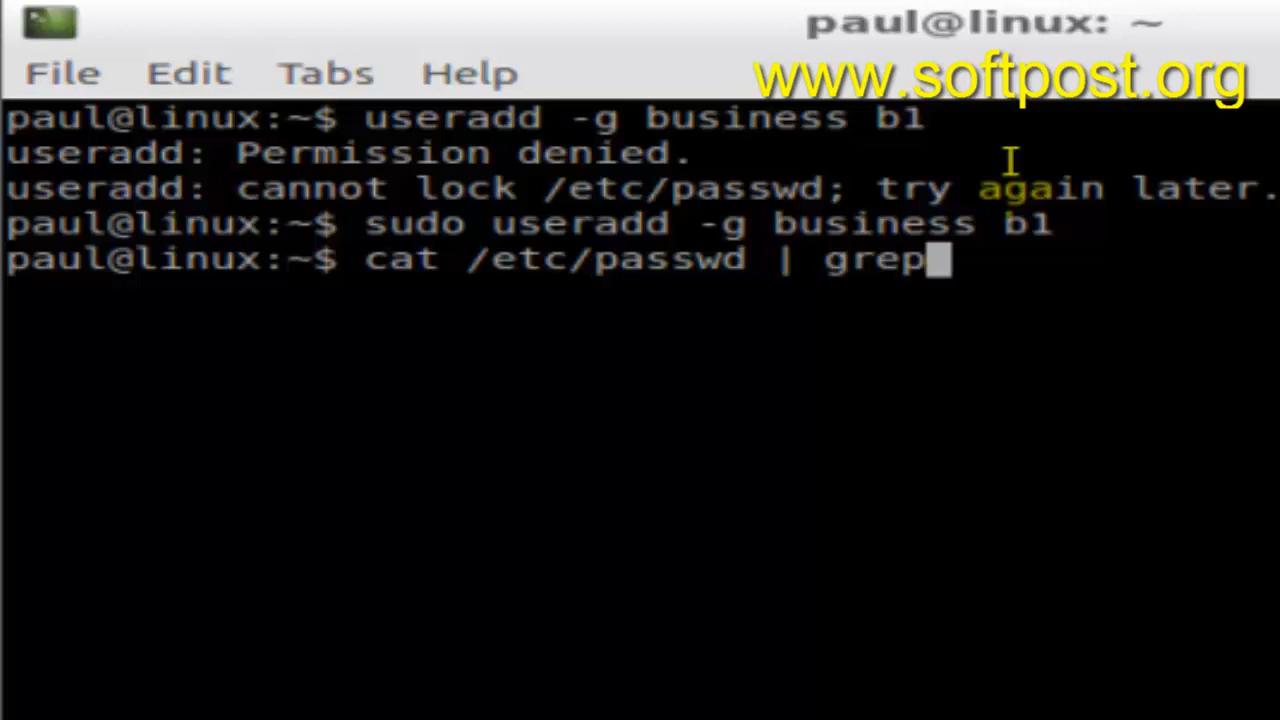 paul@linux: ~
File Edit Tabs Help
www.softpost.org
paul@linux:~$ useradd -g business b1
useradd: Permission denied.
useradd: cannot lock /etc/passwd; try again later.
paul@linux:~$ sudo useradd -g business b1
paul@linux:~$ cat /etc/passwd | grep